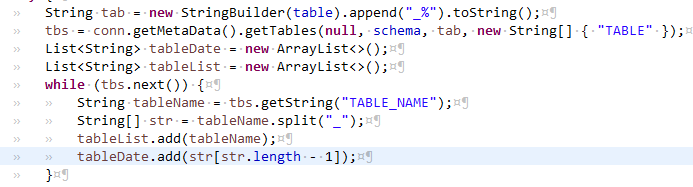 String tab = new StringBuilder(table).append("_%").toString();
tbs = conn.getMetaData().getTables(null, schema, tab, new String[] { "TABLE" });
List<String> tableDate = new ArrayList<>();
List<String> tableList = new ArrayList<>();
while (tbs.next()) {
String tableName = tbs.getString("TABLE_NAME");
String[] str = tableName.split("_");
tableList.add(tableName);
tableDate.add(str[str.length - 1]);
}